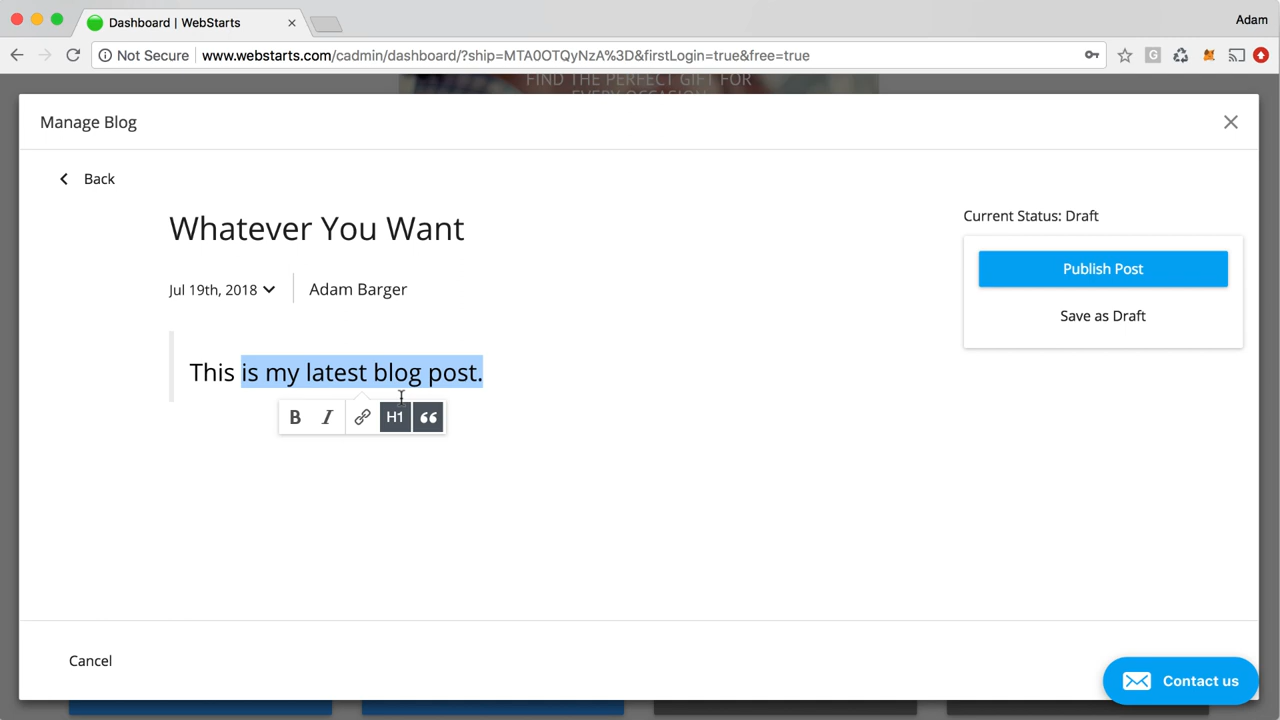 Dashboard | WebStarts
Adam
Not Secure www.webstarts.com/cadmin/dashboard/?ship=MTA0OTQyNzA%3D&firstLogin=true&free=true
FIND THE PERFECT GIFT FOR
EVERY OCCASION
Manage Blog
Back
Whatever You Want
Current Status: Draft
Publish Post
Jul 19th, 2018
Adam Barger
Save as Draft
This is my latest blog post.
B I H1 “
Cancel
Contact us